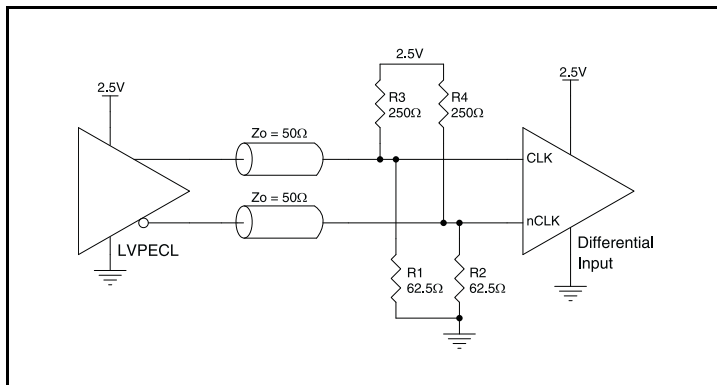 2.5V
2.5V
2.5V
R3
250Ω
R4
250Ω
Zo = 50Ω
CLK
Zo = 50Ω
nCLK
LVPECL
Differential
Input
R1
62.5Ω
R2
62.5Ω